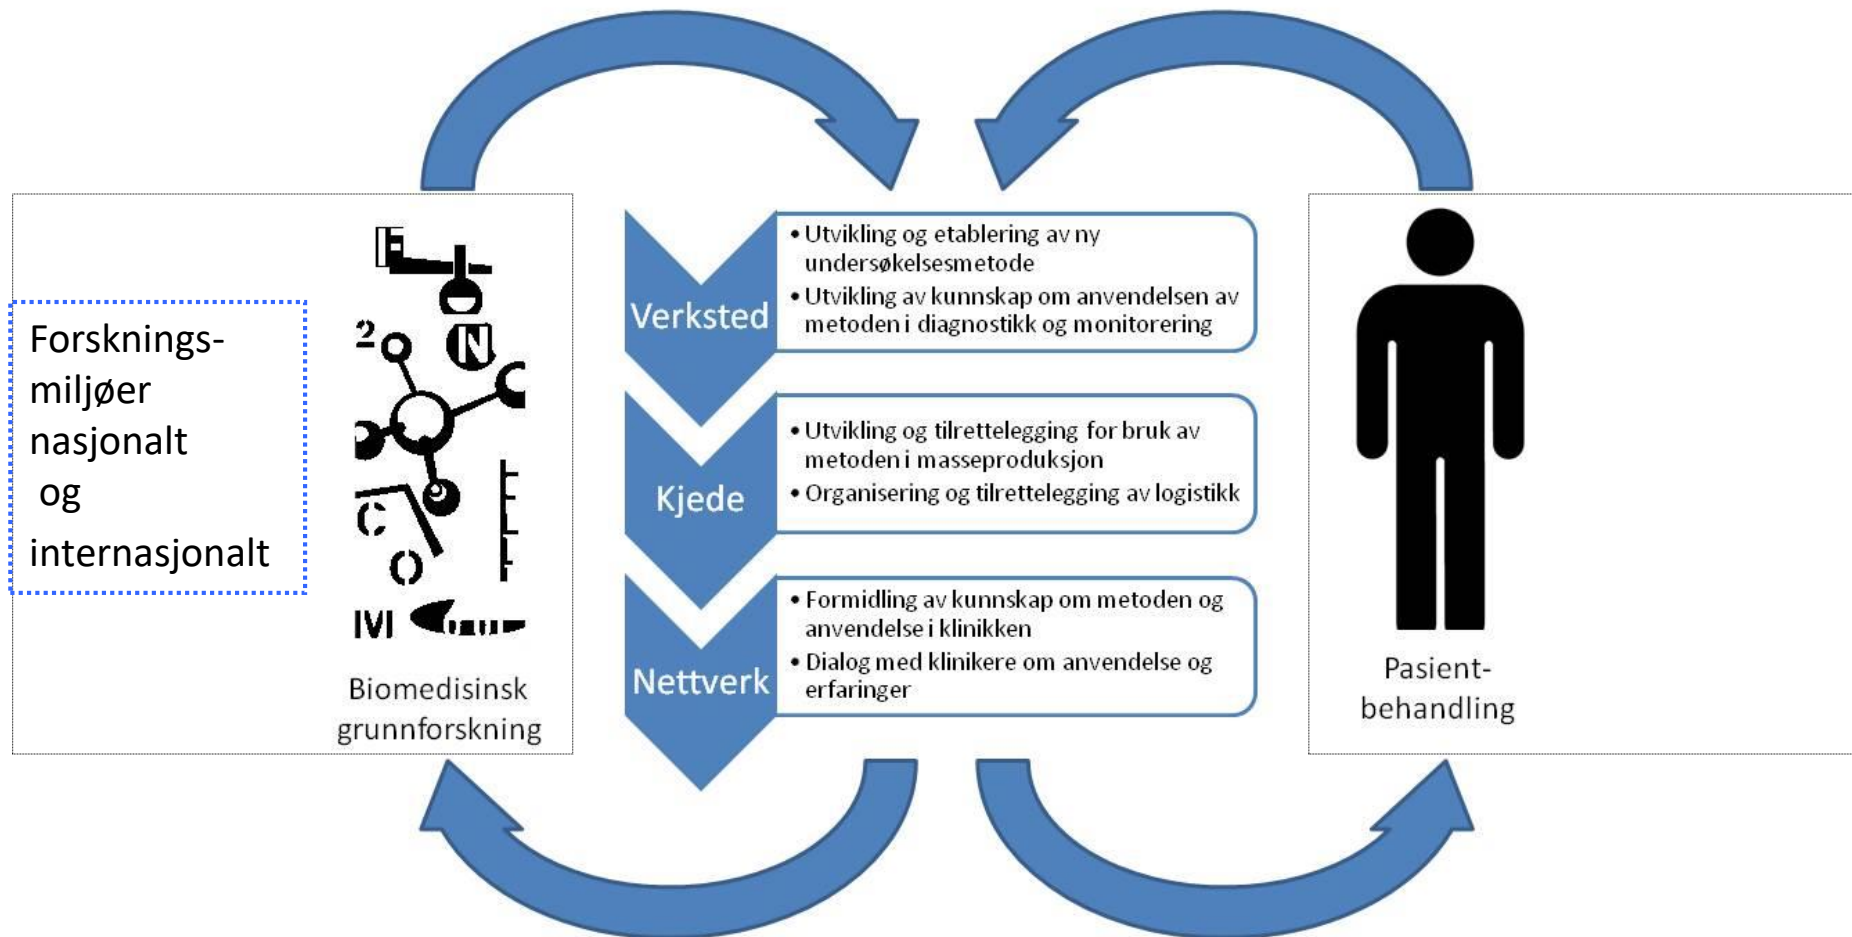 Forsknings-
miljøer
nasjonalt
og
internasjonalt
E
2
N
C
O
M
Biomedisinsk
grunnforskning
Verksted
• Utvikling og etablering av ny
undersøkelsesmetode
• Utvikling av kunnskap om anvendelsen av
metoden i diagnostikk og monitorering
Kjede
• Utvikling og tilrettelegging for bruk av
metoden i masseproduksjon
• Organisering og tilrettelegging av logistikk
Nettverk
• Formidling av kunnskap om metoden og
anvendelse i klinikken
• Dialog med klinikere om anvendelse og
erfaringer
Pasient-
behandling